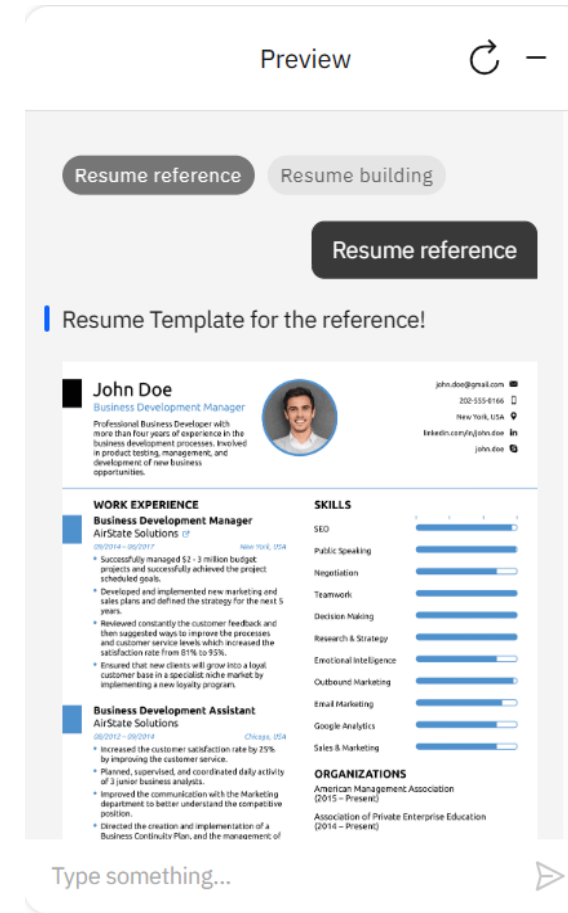 Preview
Resume reference
Resume building
Resume reference
Resume Template for the reference!
John Doe
Business Development Manager
Professional Business Developer with
more than four years of experience in the
business development processes. Involved
in product testing, management, and
development of new business
opportunities.
john.doe@gmail.com
202-555-0166
New York, USA
linkedin.com/in/john.doe
john.doe
WORK EXPERIENCE
Business Development Manager
AirState Solutions
09/2014 – 06/2017
New York, USA
Successfully managed $2 - 3 million budget
projects and successfully achieved the project
scheduled goals.
Developed and implemented new marketing and
sales plans and defined the strategy for the next 5
years.
Reviewed constantly the customer feedback and
then suggested ways to improve the processes
and customer service levels which increased the
satisfaction rate from 81% to 95%.
Ensured that new clients will grow into a loyal
customer base in a specialist niche market by
implementing a new loyalty program.
Business Development Assistant
AirState Solutions
08/2012 – 09/2014
Chicago, USA
Increased the customer satisfaction rate by 25%
by improving the customer service.
Planned, supervised, and coordinated daily activity
of 3 junior business analysts.
Improved the communication with the Marketing
department to better understand the competitive
position.
Directed the creation and implementation of a
Business Continuity Plan, and the management of
SKILLS
SEO
Public Speaking
Negotiation
Teamwork
Decision Making
Research & Strategy
Emotional Intelligence
Outbound Marketing
Email Marketing
Google Analytics
Sales & Marketing
ORGANIZATIONS
American Management Association
(2015 – Present)
Association of Private Enterprise Education
(2014 – Present)
Type something...